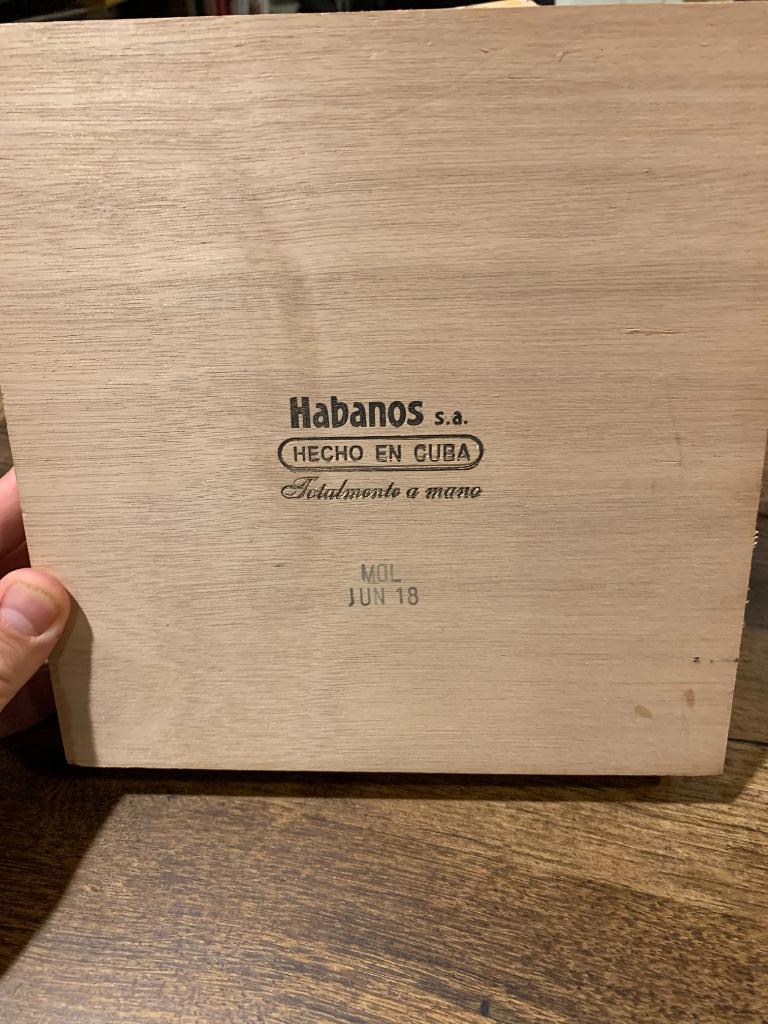 Habanos s.a.
HECHO EN CUBA
Totalmente a mano
MOL
JUN 18